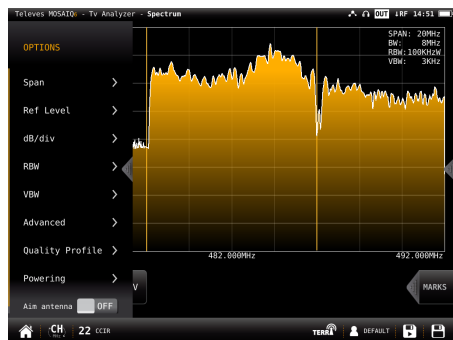 Televes MOSAIQ6 - Tv Analyzer - Spectrum
OUT
RF 14:51
OPTIONS
Span
Ref Level
dB/div
RBW
VBW
Advanced
Quality Profile
Powering
Aim antenna OFF
SPAN: 20MHz
BW: 8MHz
RBW:100KHzW
VBW: 3KHz
482.000MHz
492.000MHz
V
MARKS
CH
22 CCIR
TERR
DEFAULT